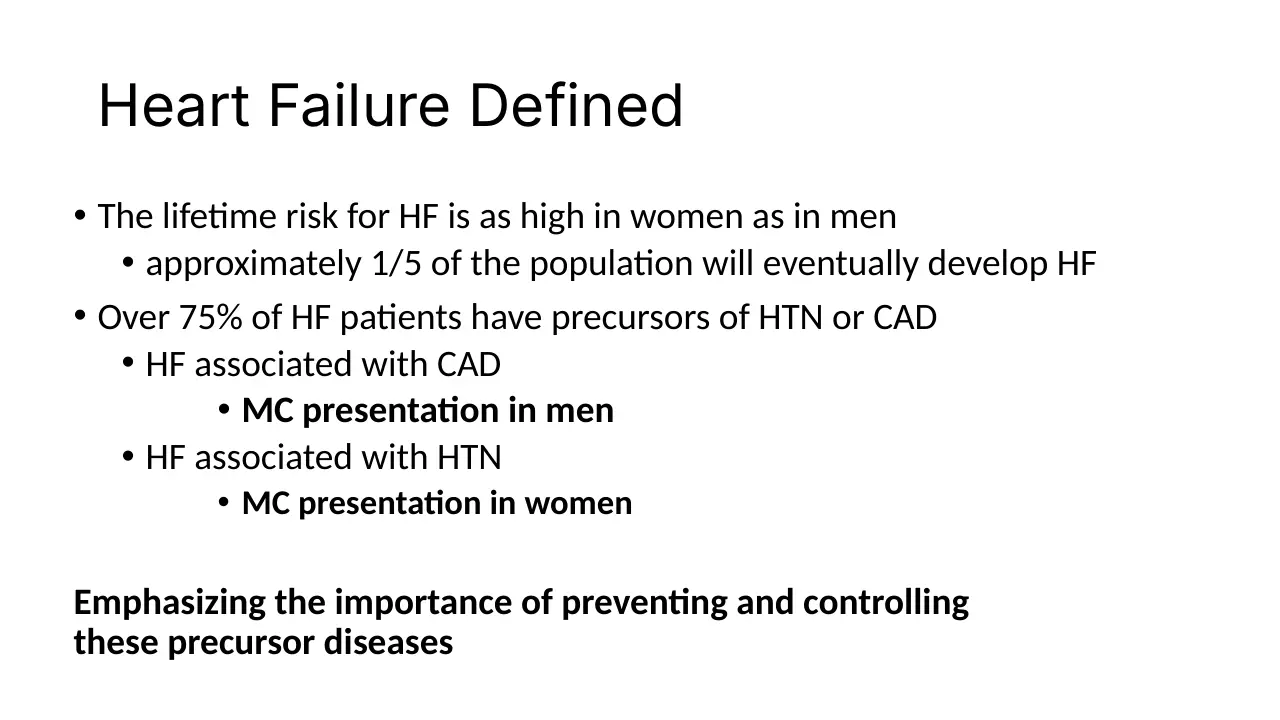 Heart Failure Defined
• The lifetime risk for HF is as high in women as in men
• approximately 1/5 of the population will eventually develop HF
• Over 75% of HF patients have precursors of HTN or CAD
• HF associated with CAD
• MC presentation in men
• HF associated with HTN
• MC presentation in women
Emphasizing the importance of preventing and controlling
these precursor diseases